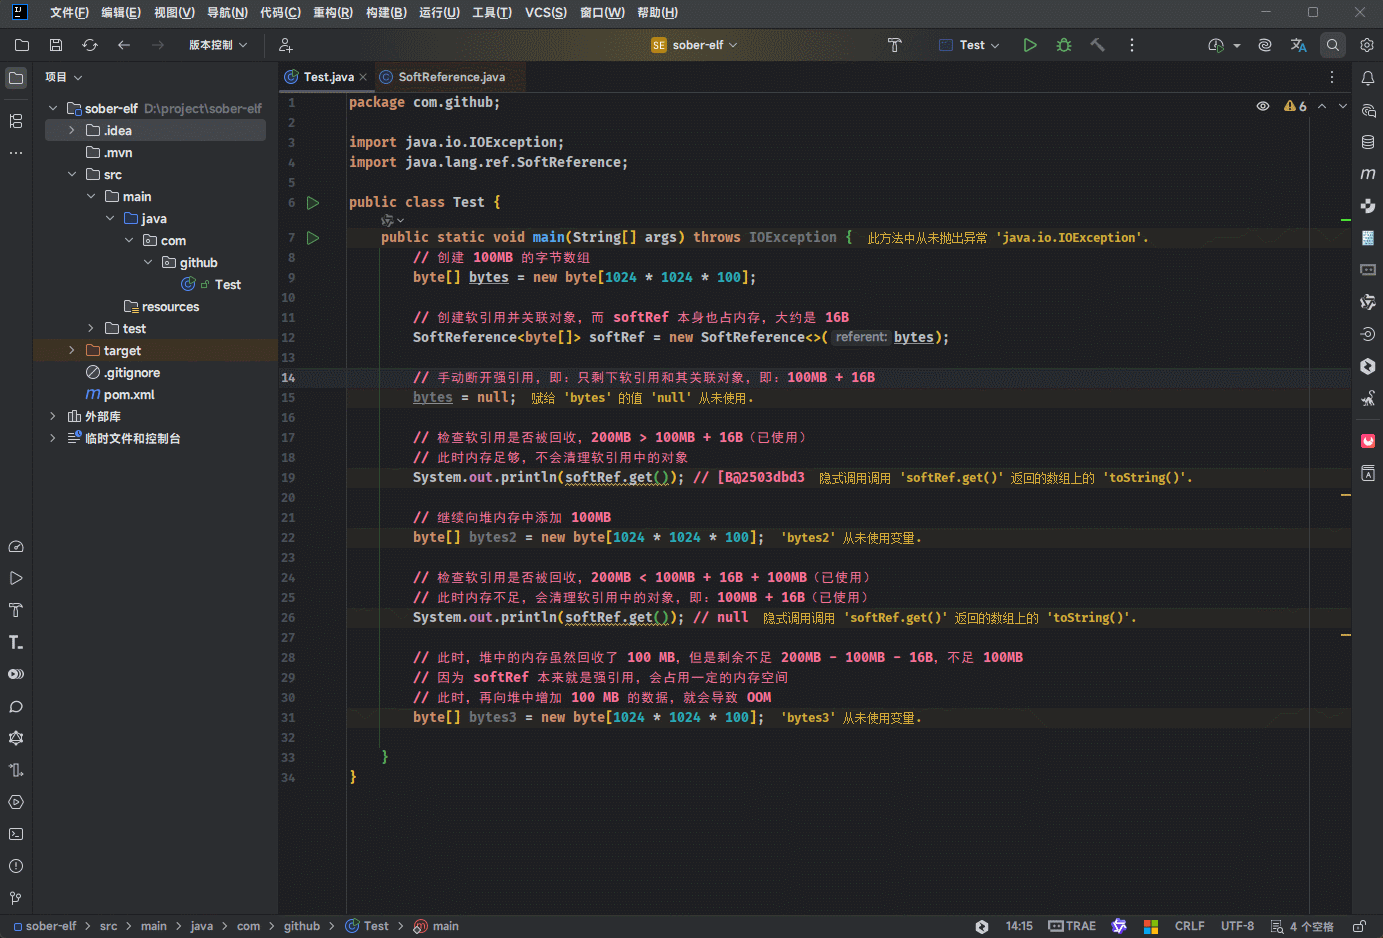 文件(F) 编辑(E) 视图(V) 导航(N) 代码(C) 重构(R) 构建(B) 运行(U) 工具(T) VCS(S) 窗口(W) 帮助(H)
版本控制 SE sober-elf Test
项目
Test.java SoftReference.java
sober-elf D:\project\sober-elf
.idea
.mvn
src
main
java
com
github
Test
resources
test
target
.gitignore
pom.xml
外部库
临时文件和控制台
6
1 package com.github;
2
3 import java.io.IOException;
4 import java.lang.ref.SoftReference;
5
6 public class Test {
7 public static void main(String[] args) throws IOException { 此方法中从未抛出异常 'java.io.IOException'.
8 // 创建 100MB 的字节数组
9 byte[] bytes = new byte[1024 * 1024 * 100];
10
11 // 创建软引用并关联对象，而 softRef 本身也占内存，大约是 16B
12 SoftReference<byte[]> softRef = new SoftReference<>( referent: bytes);
13
14 // 手动断开强引用，即：只剩下软引用和其关联对象，即：100MB + 16B
15 bytes = null; 赋给 'bytes' 的值 'null' 从未使用.
16
17 // 检查软引用是否被回收，200MB > 100MB + 16B（已使用）
18 // 此时内存足够，不会清理软引用中的对象
19 System.out.println(softRef.get()); // [B@2503dbd3 隐式调用调用 'softRef.get()' 返回的数组上的 'toString()'.
20
21 // 继续向堆内存中添加 100MB
22 byte[] bytes2 = new byte[1024 * 1024 * 100]; 'bytes2' 从未使用变量.
23
24 // 检查软引用是否被回收，200MB < 100MB + 16B + 100MB（已使用）
25 // 此时内存不足，会清理软引用中的对象，即：100MB + 16B（已使用）
26 System.out.println(softRef.get()); // null 隐式调用调用 'softRef.get()' 返回的数组上的 'toString()'.
27
28 // 此时，堆中的内存虽然回收了 100 MB，但是剩余不足 200MB - 100MB - 16B，不足 100MB
29 // 因为 softRef 本来就是强引用，会占用一定的内存空间
30 // 此时，再向堆中增加 100 MB 的数据，就会导致 OOM
31 byte[] bytes3 = new byte[1024 * 1024 * 100]; 'bytes3' 从未使用变量.
32
33 }
34 }
sober-elf > src > main > java > com > github > Test > main 14:15 TRAE CRLF UTF-8 4 个空格